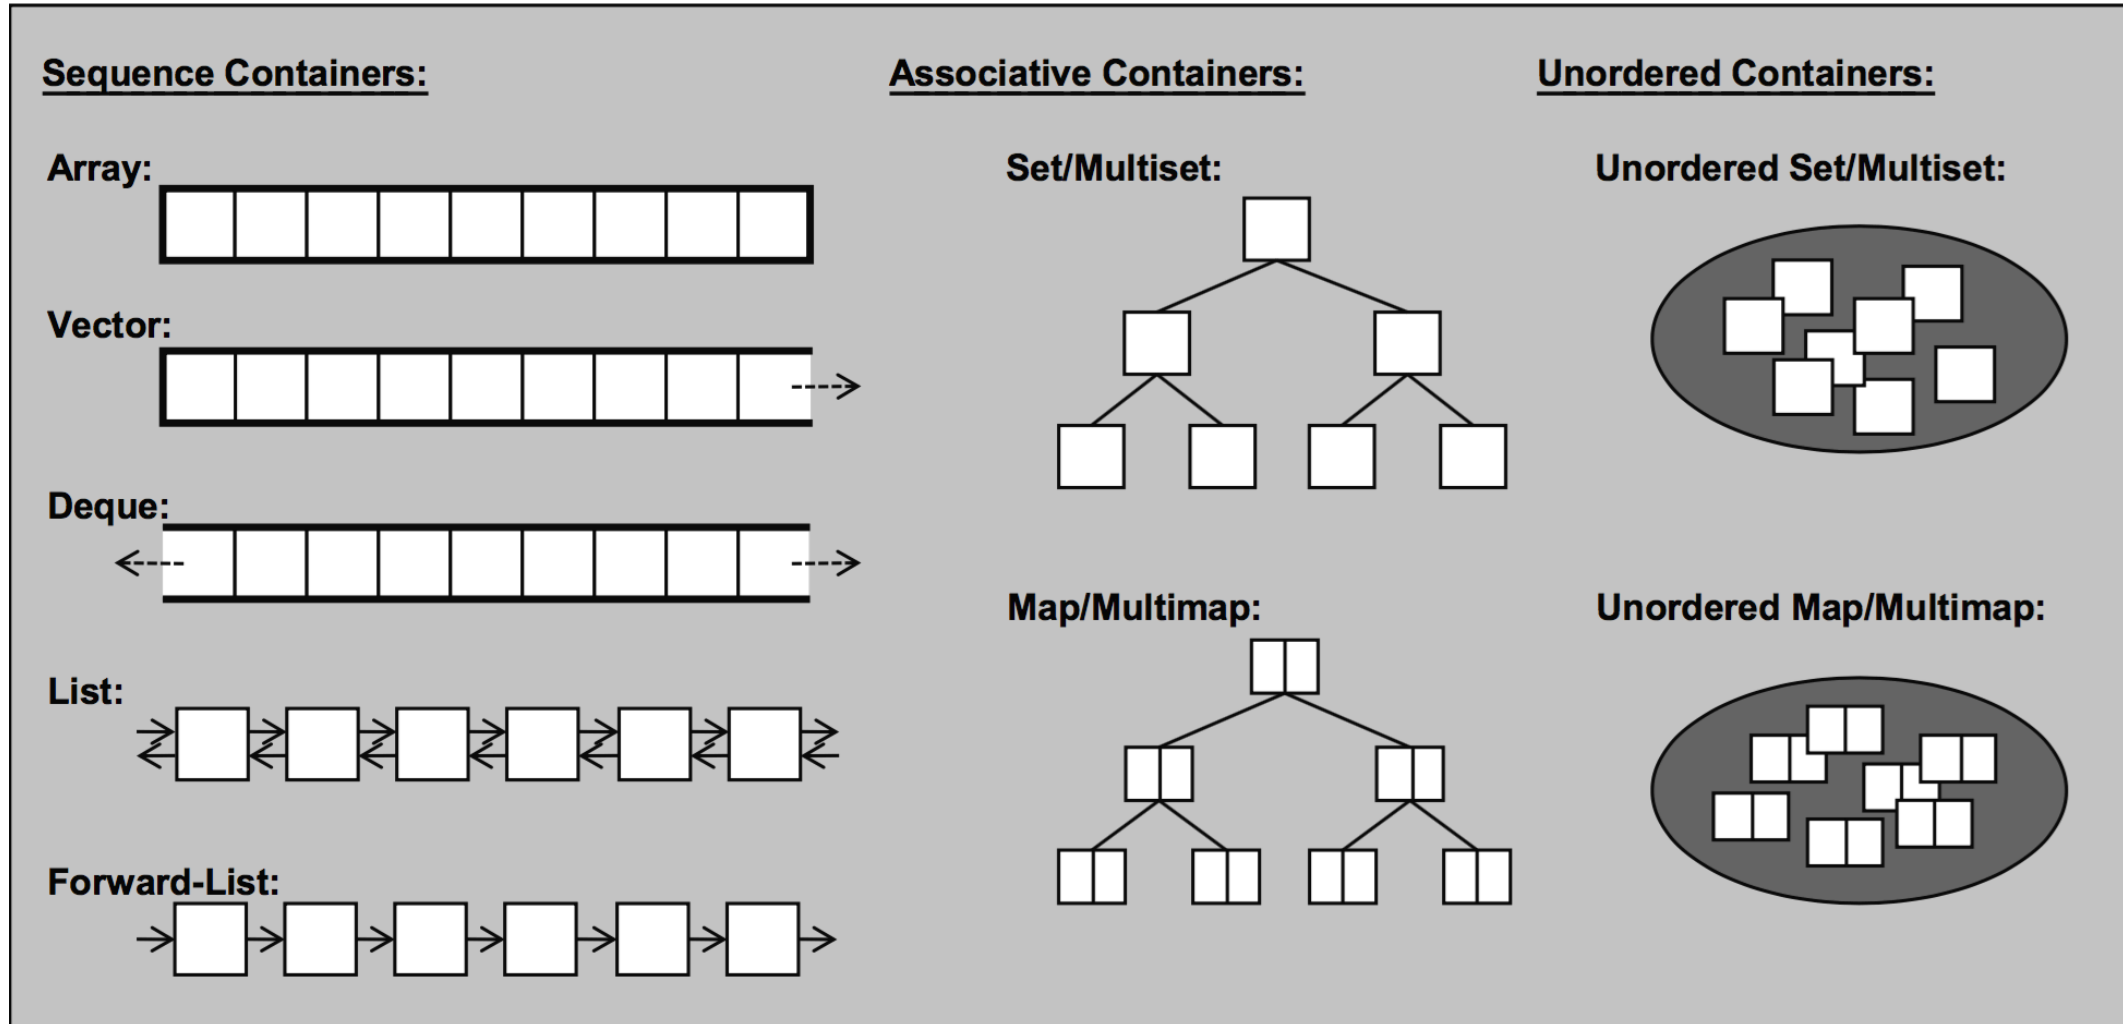 Sequence Containers:
Array:
Vector:
Deque:
List:
Forward-List:
Associative Containers:
Set/Multiset:
Map/Multimap:
Unordered Containers:
Unordered Set/Multiset:
Unordered Map/Multimap: